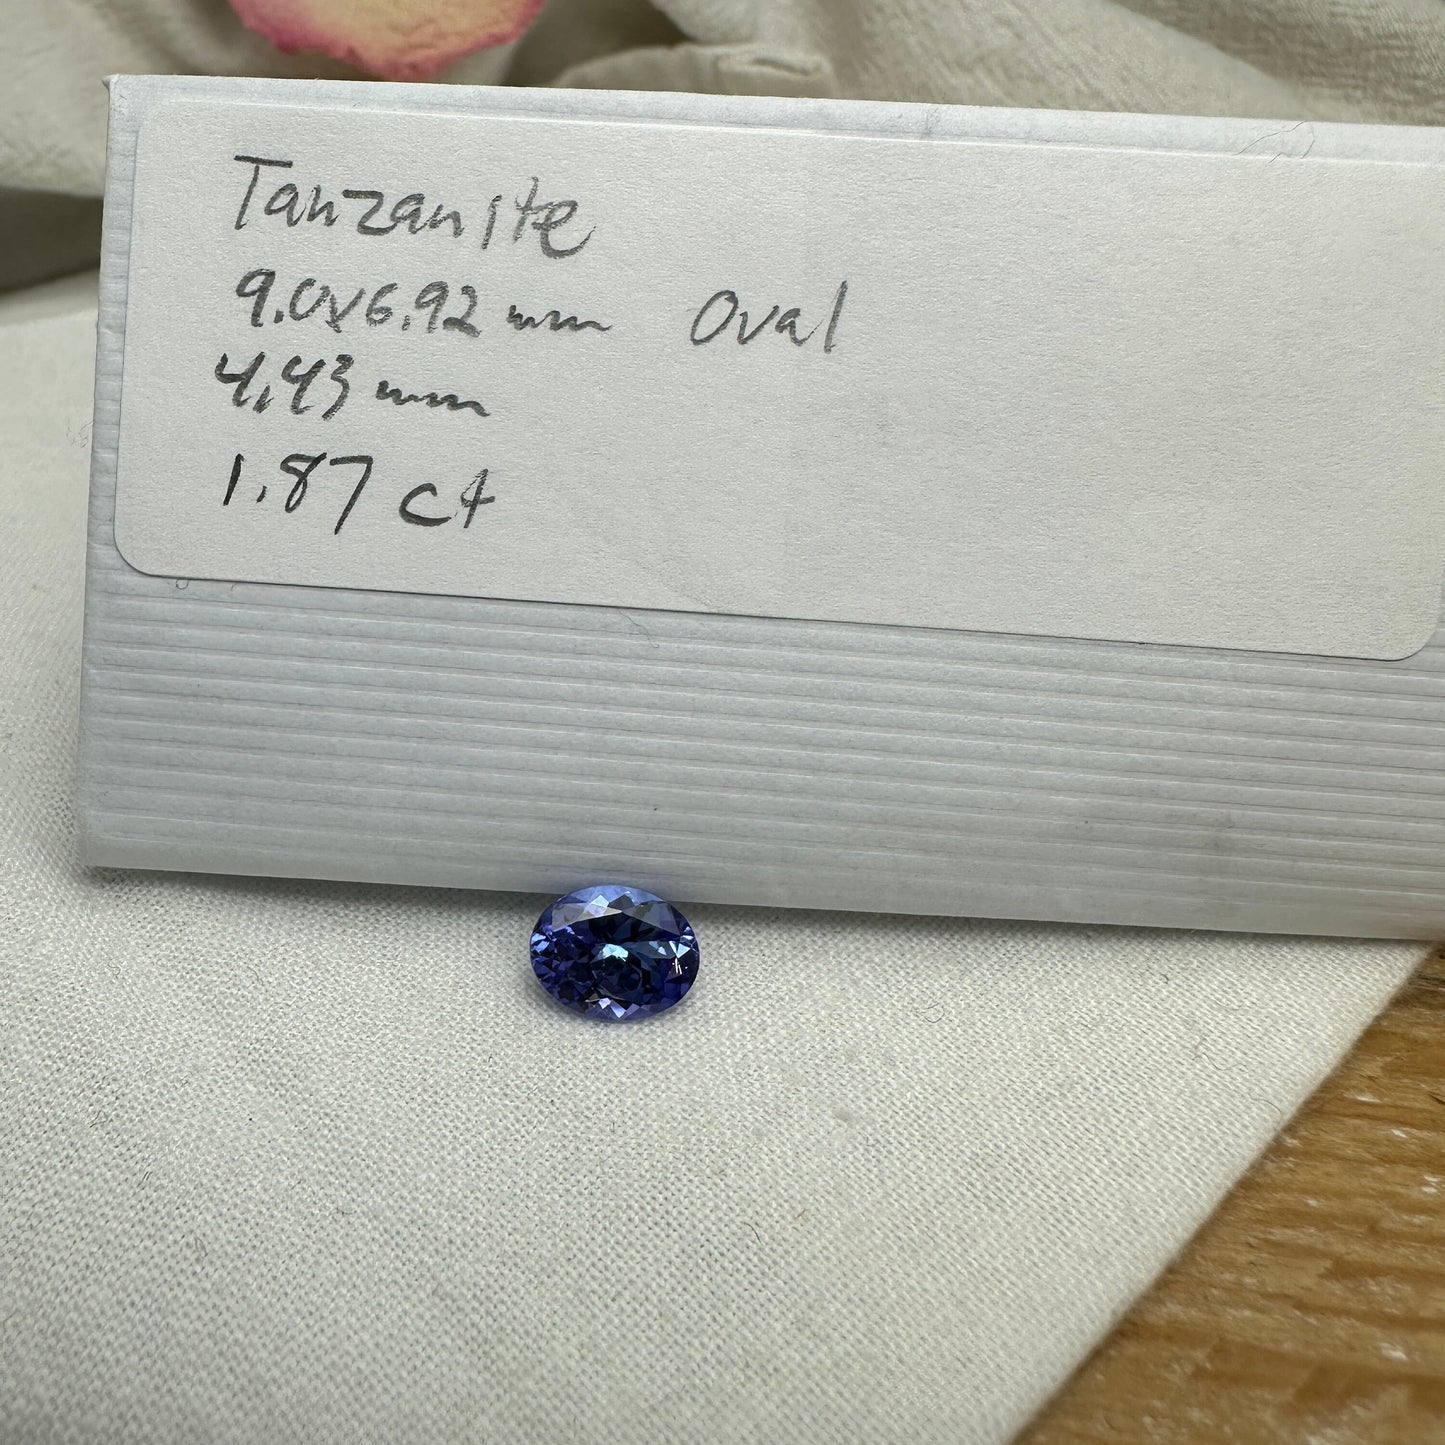 Tanzanite
9.0x6.92 mm Oval
4.43 mm
1.87 ct